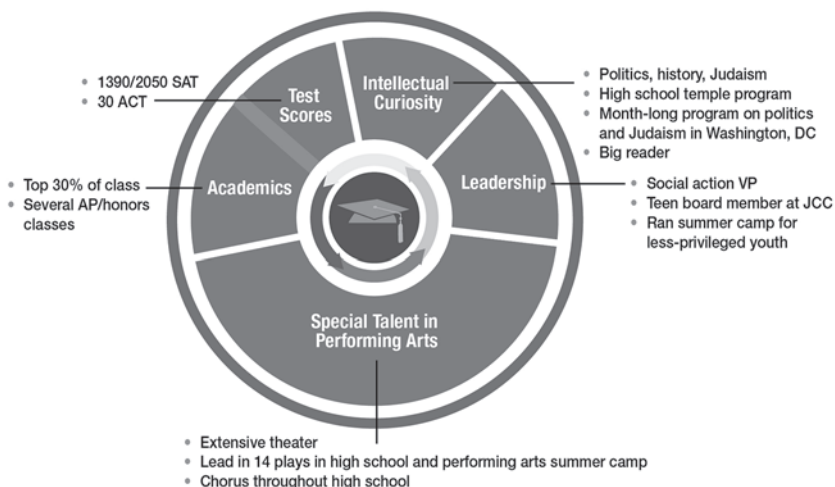 • 1390/2050 SAT
• 30 ACT
Test
Scores
Intellectual
Curiosity
• Politics, history, Judaism
• High school temple program
• Month-long program on politics
and Judaism in Washington, DC
• Big reader
• Top 30% of class
• Several AP/honors
classes
Academics
Leadership
• Social action VP
• Teen board member at JCC
• Ran summer camp for
less-privileged youth
Special Talent in
Performing Arts
• Extensive theater
• Lead in 14 plays in high school and performing arts summer camp
• Chorus throughout high school